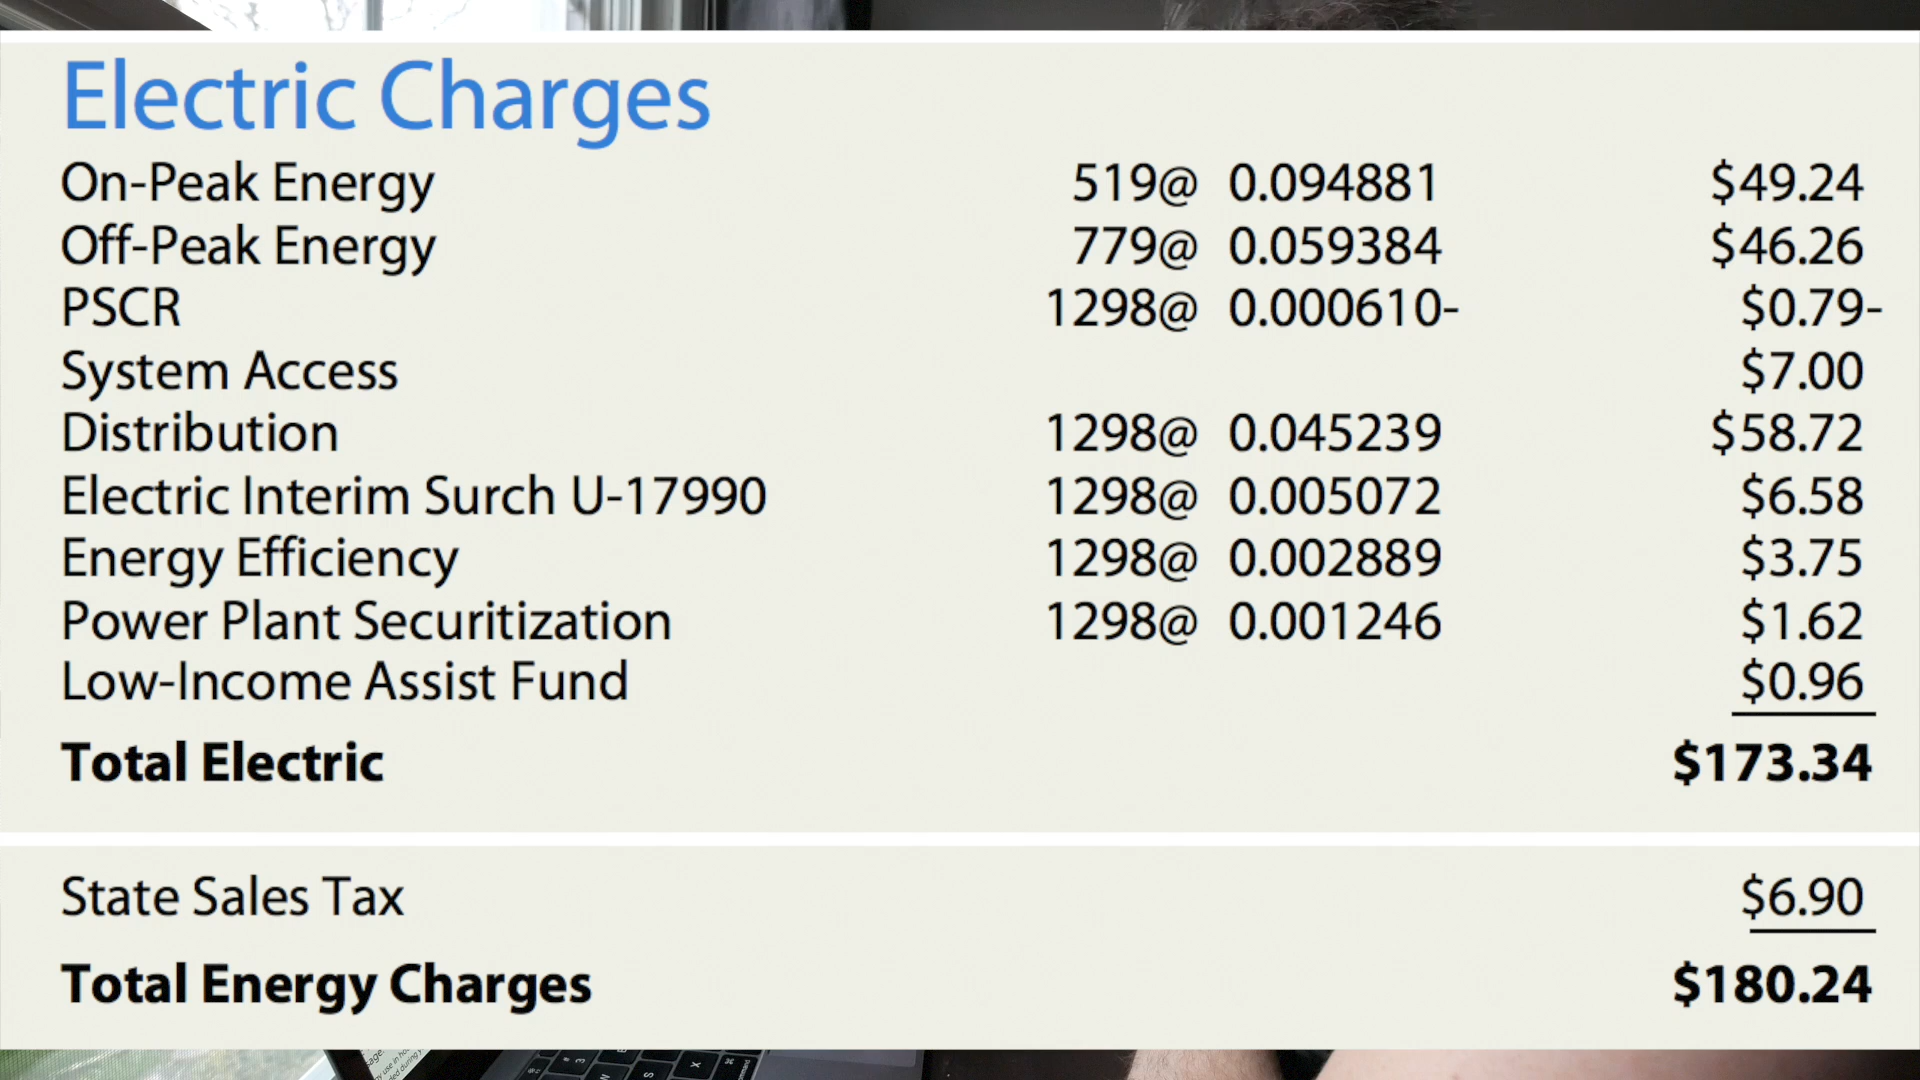 Electric Charges
On-Peak Energy 519@ 0.094881 $49.24
Off-Peak Energy 779@ 0.059384 $46.26
PSCR 1298@ 0.000610- $0.79-
System Access $7.00
Distribution 1298@ 0.045239 $58.72
Electric Interim Surch U-17990 1298@ 0.005072 $6.58
Energy Efficiency 1298@ 0.002889 $3.75
Power Plant Securitization 1298@ 0.001246 $1.62
Low-Income Assist Fund $0.96
Total Electric $173.34
State Sales Tax $6.90
Total Energy Charges $180.24